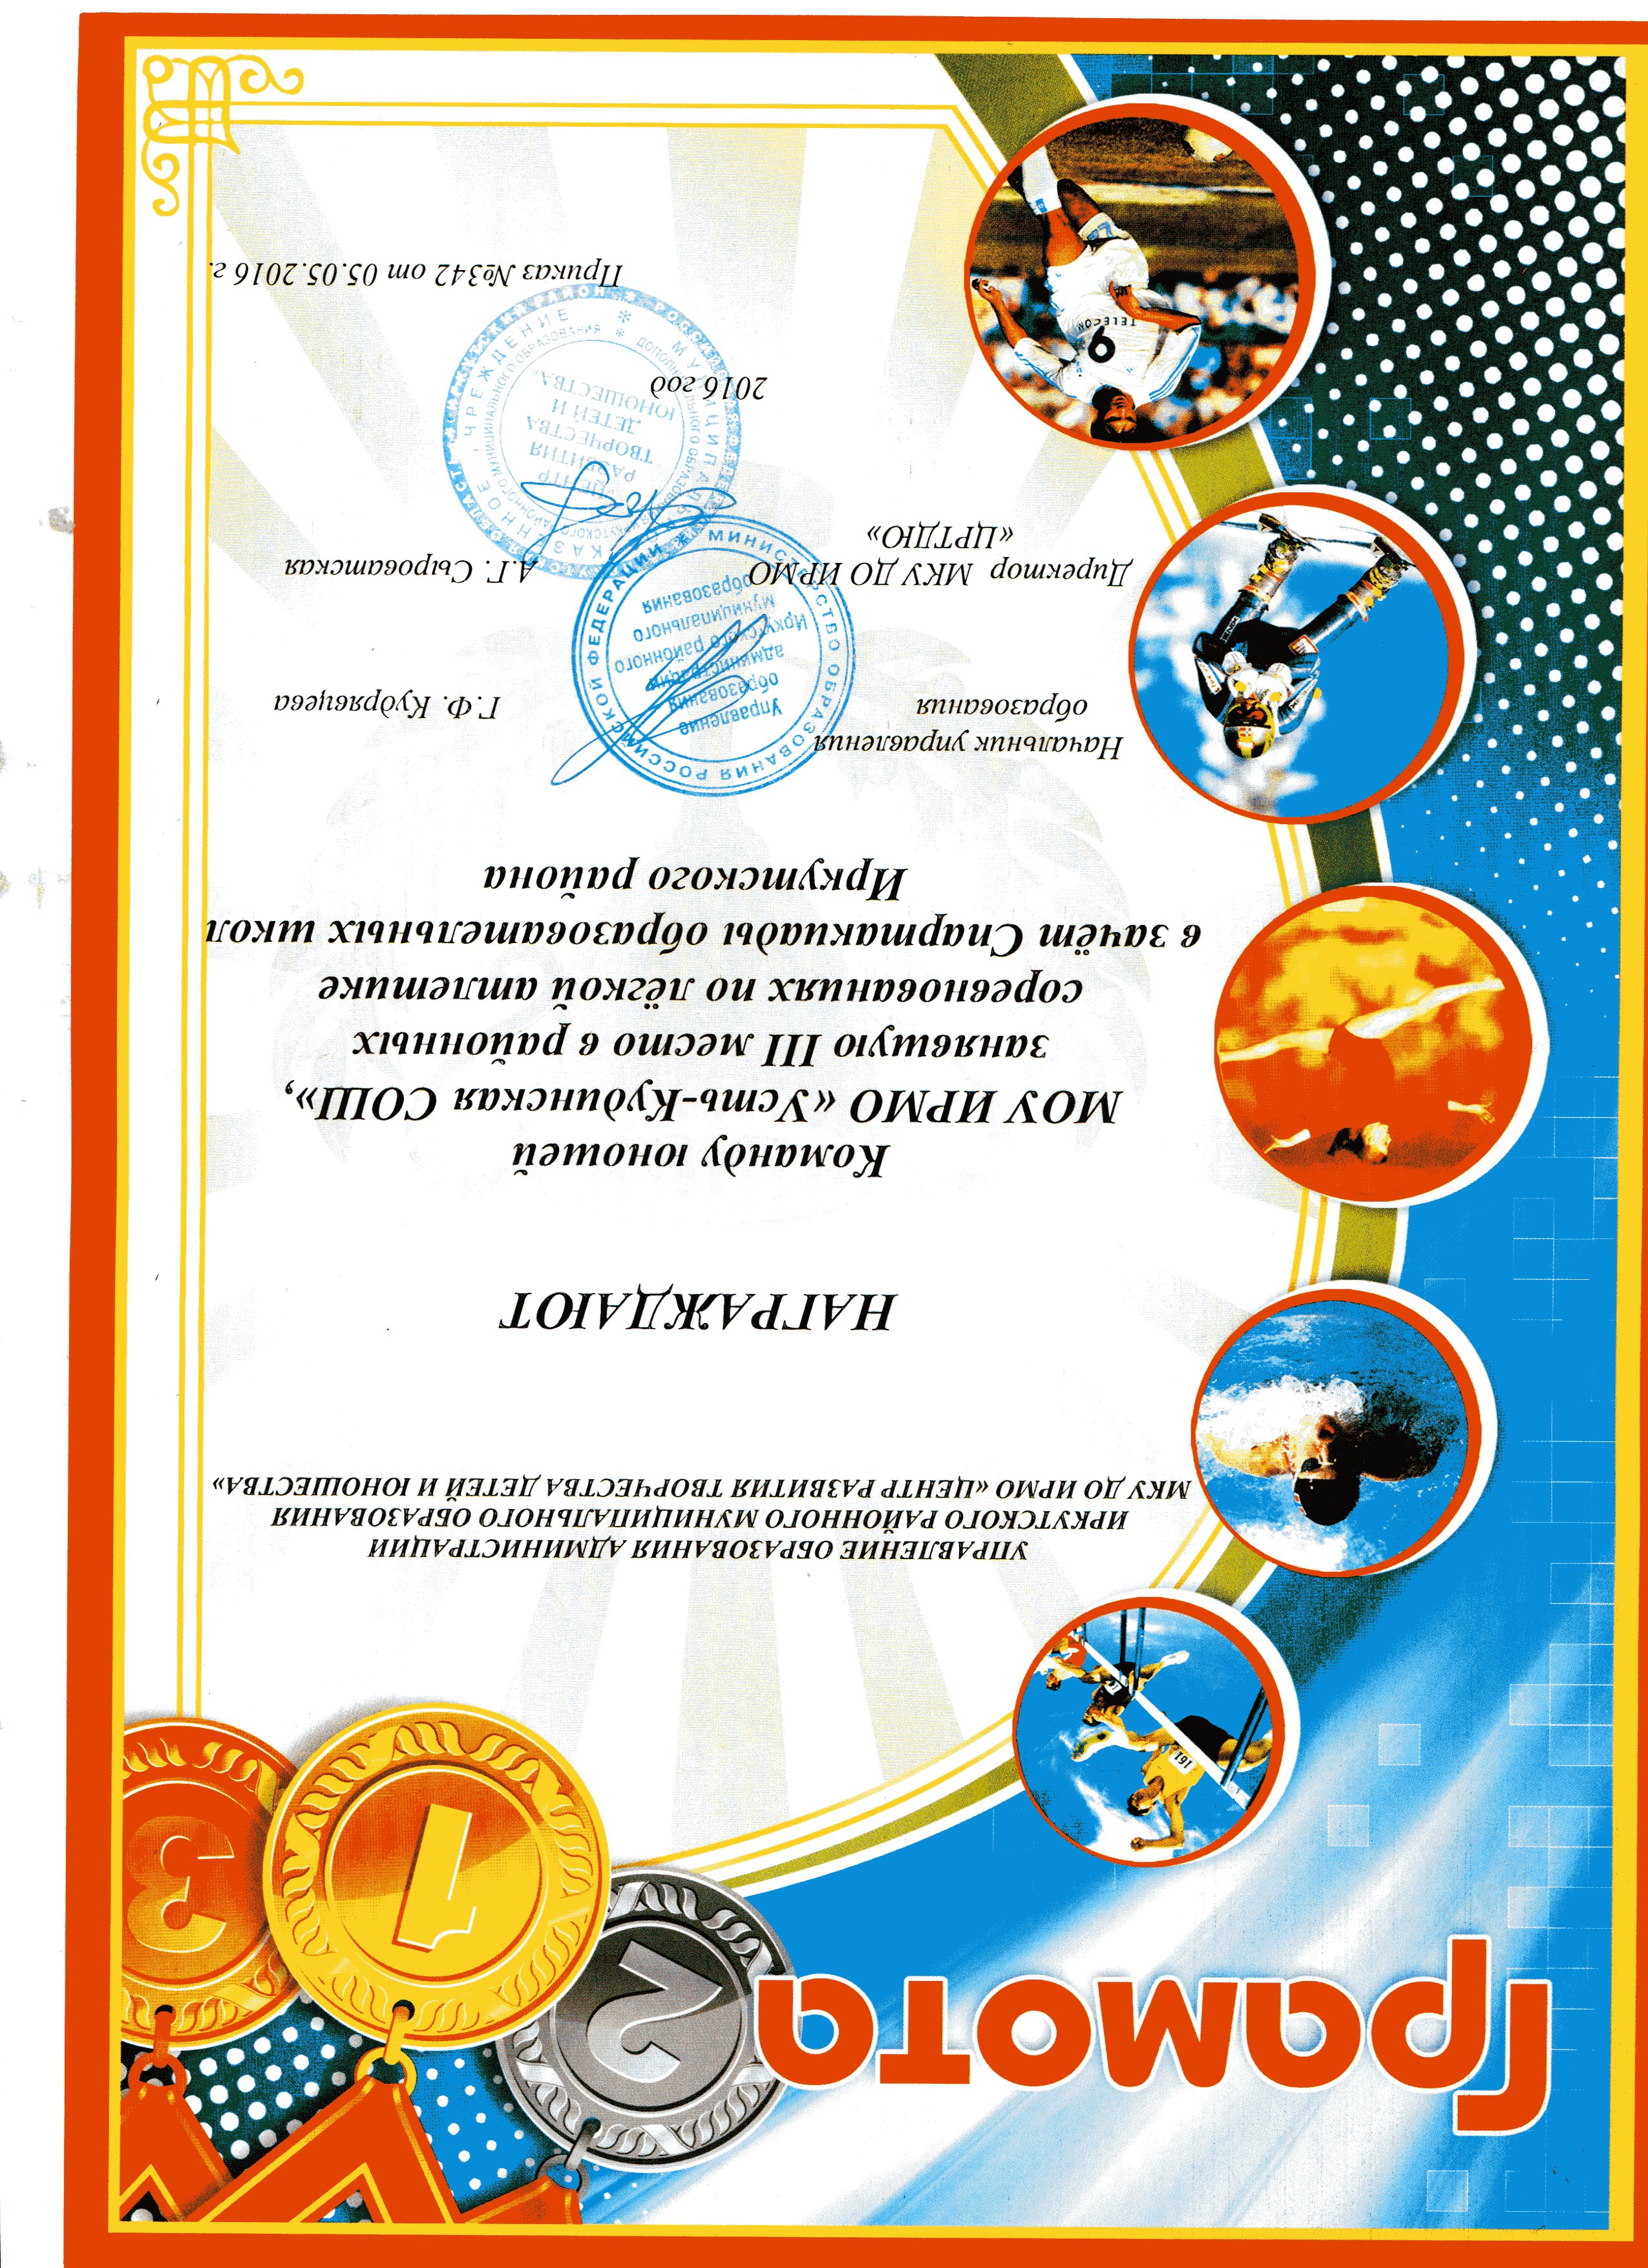 Грамота
2
1
3
161
УПРАВЛЕНИЕ ОБРАЗОВАНИЯ АДМИНИСТРАЦИИ
ИРКУТСКОГО РАЙОННОГО МУНИЦИПАЛЬНОГО ОБРАЗОВАНИЯ
МКУ ДО ИРМО «ЦЕНТР РАЗВИТИЯ ТВОРЧЕСТВА ДЕТЕЙ И ЮНОШЕСТВА»
НАГРАЖДАЮТ
Команду юношей
МОУ ИРМО «Усть-Кудинская СОШ»,
занявшую III место в районных
соревнованиях по лёгкой атлетике
в зачёт Спартакиады образовательных школ
Иркутского района
Начальник управления
образования
Г.Ф. Кудрявцева
МИНИСТЕРСТВО ОБРАЗОВАНИЯ РОССИЙСКОЙ ФЕДЕРАЦИИ
Управление
образования
администрации
Иркутского районного
муниципального
образования
Директор МКУ ДО ИРМО
«ЦРТДЮ»
А.Г. Сыроватская
МУНИЦИПАЛЬНОЕ КАЗЕННОЕ УЧРЕЖДЕНИЕ
«ЦЕНТР
РАЗВИТИЯ
ТВОРЧЕСТВА
ДЕТЕЙ И
ЮНОШЕСТВА»
2016 год
9
TELECOM
Приказ №342 от 05.05.2016 г.